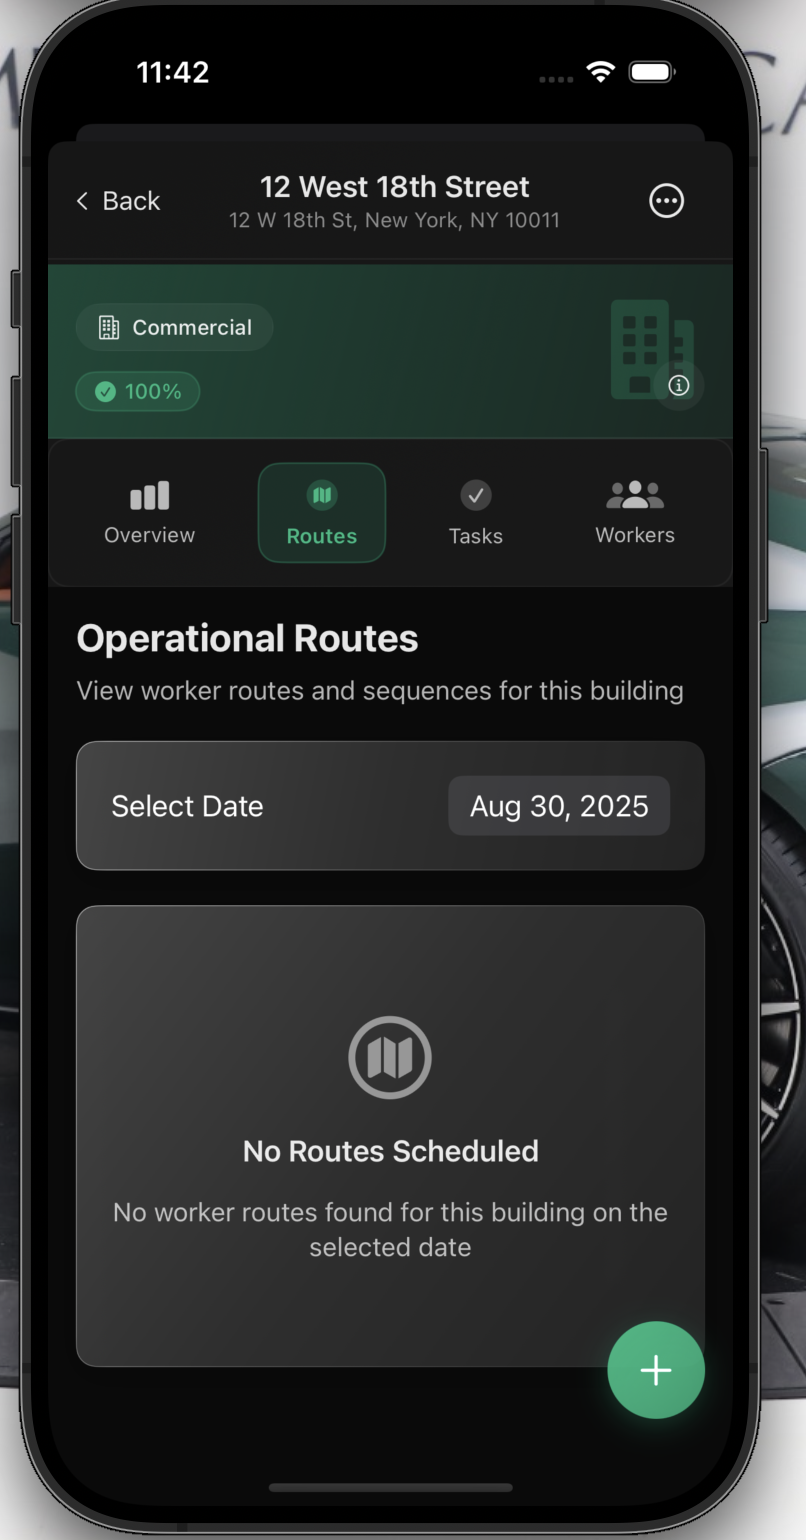 11:42
Back
12 West 18th Street
12 W 18th St, New York, NY 10011
Commercial
100%
Overview
Routes
Tasks
Workers
Operational Routes
View worker routes and sequences for this building
Select Date
Aug 30, 2025
No Routes Scheduled
No worker routes found for this building on the
selected date